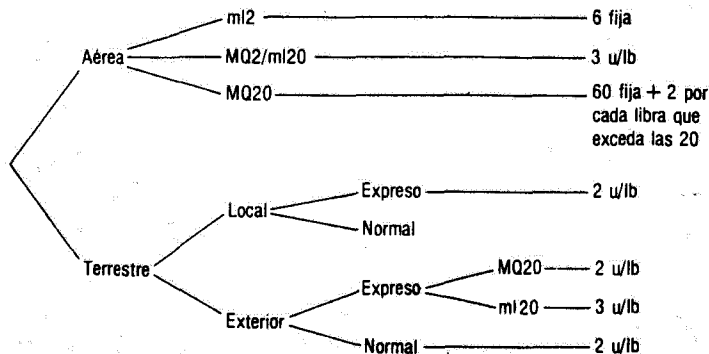 ml2 6 fija
Aérea MQ2/ml20 3 u/lb
MQ20 60 fija + 2 por
cada libra que
exceda las 20
Expreso 2 u/lb
Local
Normal
Terrestre MQ20 2 u/lb
Expreso
ml20 3 u/lb
Exterior
Normal 2 u/lb